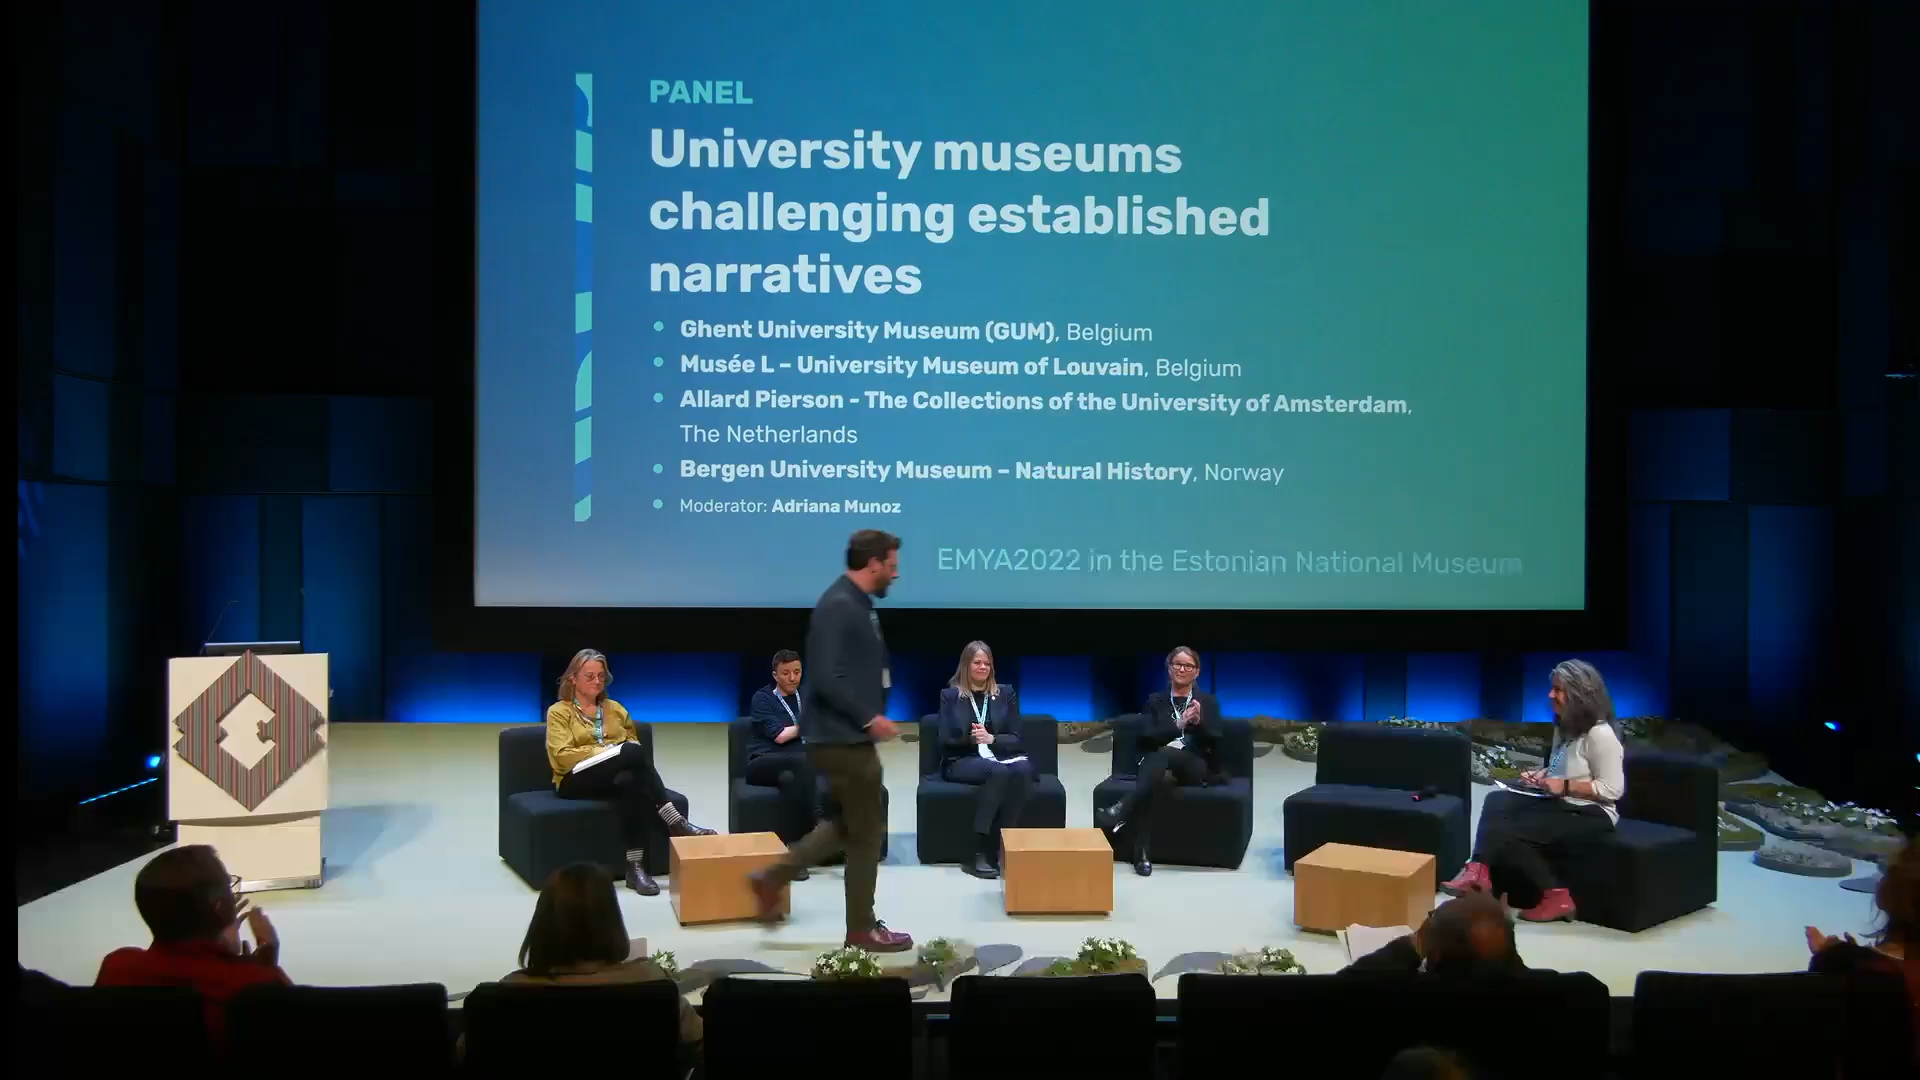 PANEL
University museums
challenging established
narratives
• Ghent University Museum (GUM), Belgium
• Musée L – University Museum of Louvain, Belgium
• Allard Pierson - The Collections of the University of Amsterdam,
The Netherlands
• Bergen University Museum – Natural History, Norway
• Moderator: Adriana Munoz
EMYA2022 in the Estonian National Museum